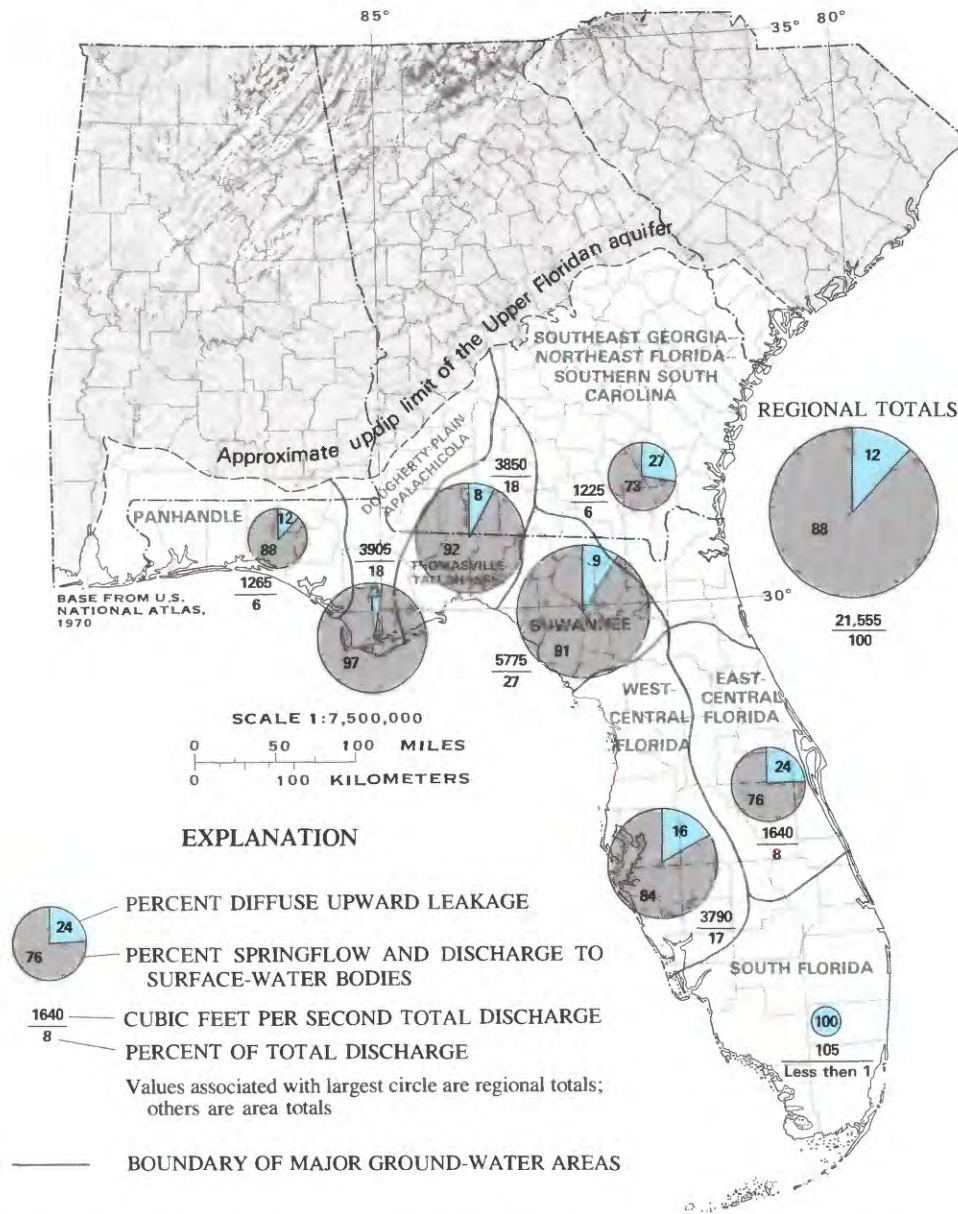 85°
80°
35°
Approximate updip limit of the Upper Floridan aquifer
SOUTHEAST GEORGIA-
NORTHEAST FLORIDA-
SOUTHERN SOUTH
CAROLINA
REGIONAL TOTALS
12
88
21,555
100
DOUGHERTY-PLAIN
APALACHICOLA
3850
18
8
92
THOMASVILLE-
1225
6
27
73
PANHANDLE
12
88
1265
6
3905
18
97
BASE FROM U.S.
NATIONAL ATLAS,
1970
9
SUWANNEE
91
5775
27
30°
WEST-
CENTRAL
FLORIDA
EAST-
CENTRAL
FLORIDA
SCALE 1:7,500,000
0 50 100 MILES
0 100 KILOMETERS
24
76
1640
8
16
84
3790
17
SOUTH FLORIDA
100
105
Less then 1
EXPLANATION
24
76
PERCENT DIFFUSE UPWARD LEAKAGE
PERCENT SPRINGFLOW AND DISCHARGE TO
SURFACE-WATER BODIES
1640
8
CUBIC FEET PER SECOND TOTAL DISCHARGE
PERCENT OF TOTAL DISCHARGE
Values associated with largest circle are regional totals;
others are area totals
BOUNDARY OF MAJOR GROUND-WATER AREAS